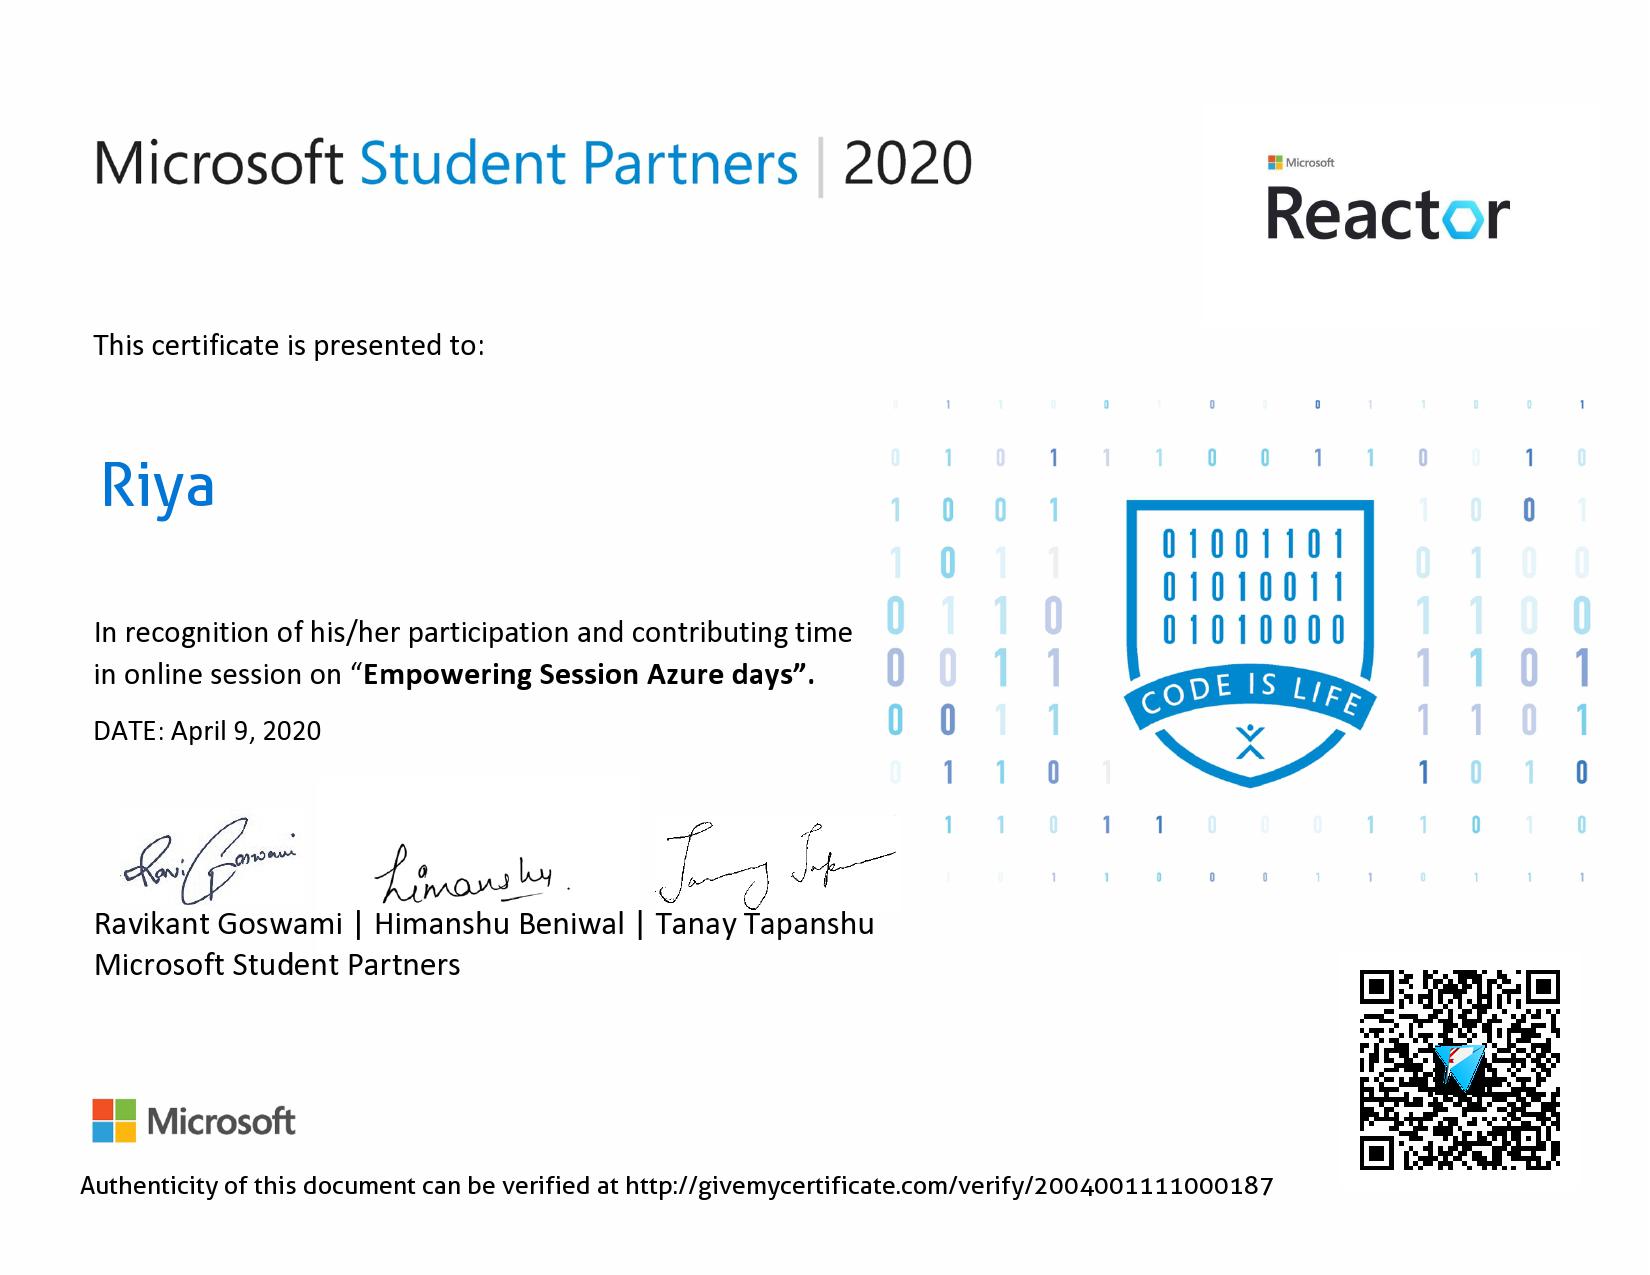 Microsoft Student Partners | 2020
Microsoft
Reactor
This certificate is presented to:
Riya
In recognition of his/her participation and contributing time
in online session on “Empowering Session Azure days”.
DATE: April 9, 2020
01001101
01010011
01010000
CODE IS LIFE
Ravi Goswami
Himanshu
Ravikant Goswami | Himanshu Beniwal | Tanay Tapanshu
Microsoft Student Partners
Microsoft
Authenticity of this document can be verified at http://givemycertificate.com/verify/2004001111000187